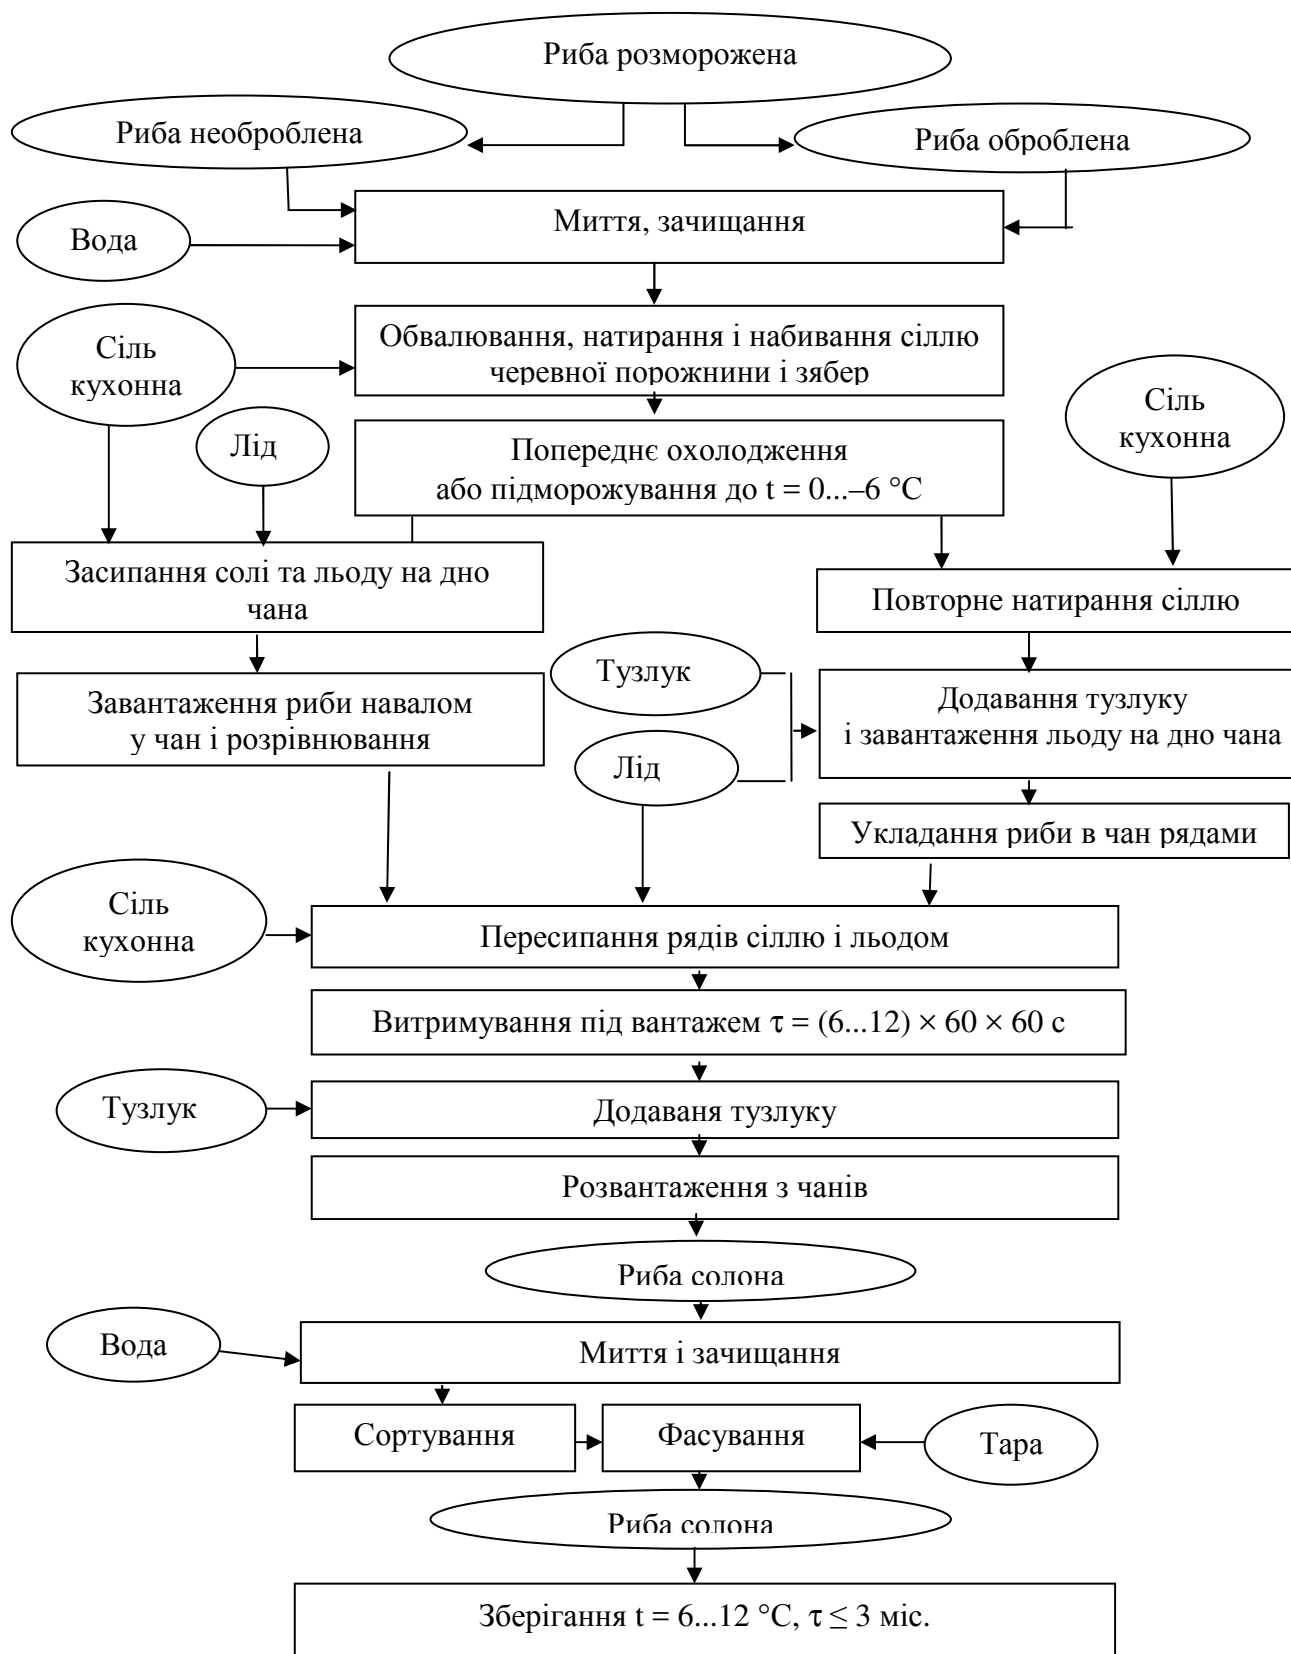 Риба розморожена
Риба необроблена
Риба оброблена
Миття, зачищання
Вода
Обвалювання, натирання і набивання сіллю
черевної порожнини і зябер
Сіль
кухонна
Сіль
кухонна
Лід
Попереднє охолодження
або підморожування до t = 0...–6 °С
Засипання солі та льоду на дно
чана
Повторне натирання сіллю
Тузлук
Завантаження риби навалом
у чан і розрівнювання
Додавання тузлуку
і завантаження льоду на дно чана
Лід
Укладання риби в чан рядами
Сіль
кухонна
Пересипання рядів сіллю і льодом
Витримування під вантажем τ = (6...12) × 60 × 60 с
Тузлук
Додаваня тузлуку
Розвантаження з чанів
Риба солона
Вода
Миття і зачищання
Сортування
Фасування
Тара
Риба солона
Зберігання t = 6...12 °С, τ ≤ 3 міс.